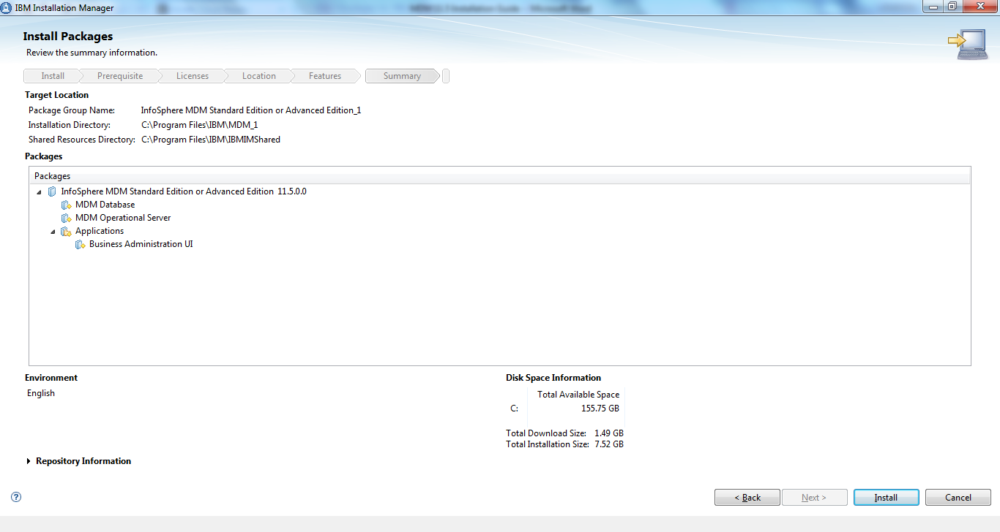 IBM Installation Manager
Install Packages
Review the summary information.
Install Prerequisite Licenses Location Features Summary
Target Location
Package Group Name: InfoSphere MDM Standard Edition or Advanced Edition_1
Installation Directory: C:\Program Files\IBM\MDM_1
Shared Resources Directory: C:\Program Files\IBM\IBMIMShared
Packages
Packages
InfoSphere MDM Standard Edition or Advanced Edition 11.5.0.0
MDM Database
MDM Operational Server
Applications
Business Administration UI
Environment
English
Disk Space Information
Total Available Space
C: 155.75 GB
Total Download Size: 1.49 GB
Total Installation Size: 7.52 GB
Repository Information
? < Back Next > Install Cancel